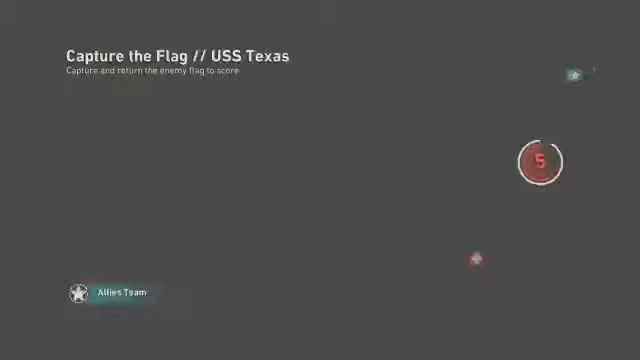 Capture the Flag // USS Texas
Capture and return the enemy flag to score.
5
Allies Team